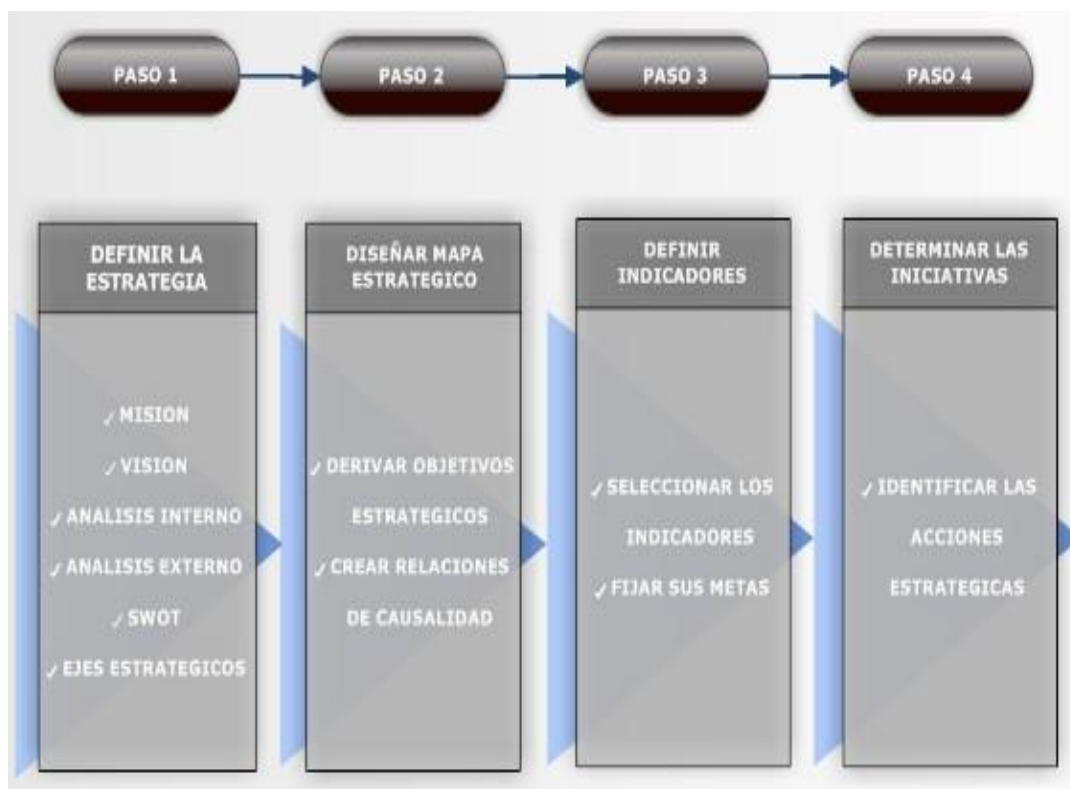 PASO 1
PASO 2
PASO 3
PASO 4
DEFINIR LA
ESTRATEGIA
✓ MISION
✓ VISION
✓ ANALISIS INTERNO
✓ ANALISIS EXTERNO
✓ SWOT
✓ EJES ESTRATEGICOS
DISEÑAR MAPA
ESTRATEGICO
✓ DERIVAR OBJETIVOS
ESTRATEGICOS
✓ CREAR RELACIONES
DE CAUSALIDAD
DEFINIR
INDICADORES
✓ SELECCIONAR LOS
INDICADORES
✓ FIJAR SUS METAS
DETERMINAR LAS
INICIATIVAS
✓ IDENTIFICAR LAS
ACCIONES
ESTRATEGICAS